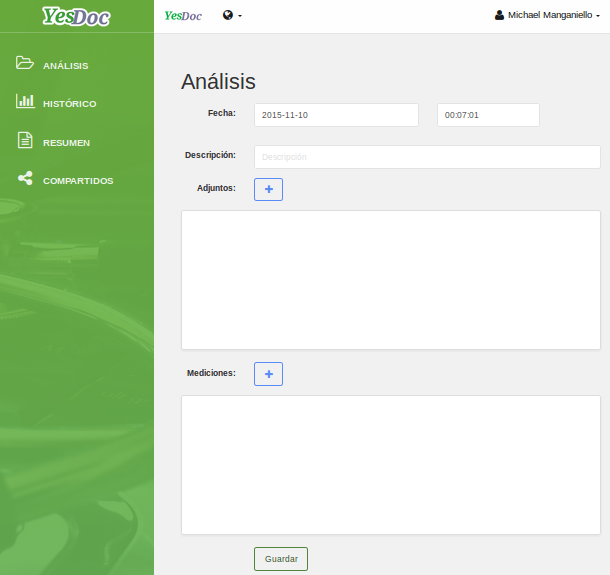 YesDoc
YesDoc
Michael Manganiello
ANÁLISIS
HISTÓRICO
RESUMEN
COMPARTIDOS
Análisis
Fecha: 2015-11-10 00:07:01
Descripción: Descripción
Adjuntos: +
Mediciones: +
Guardar